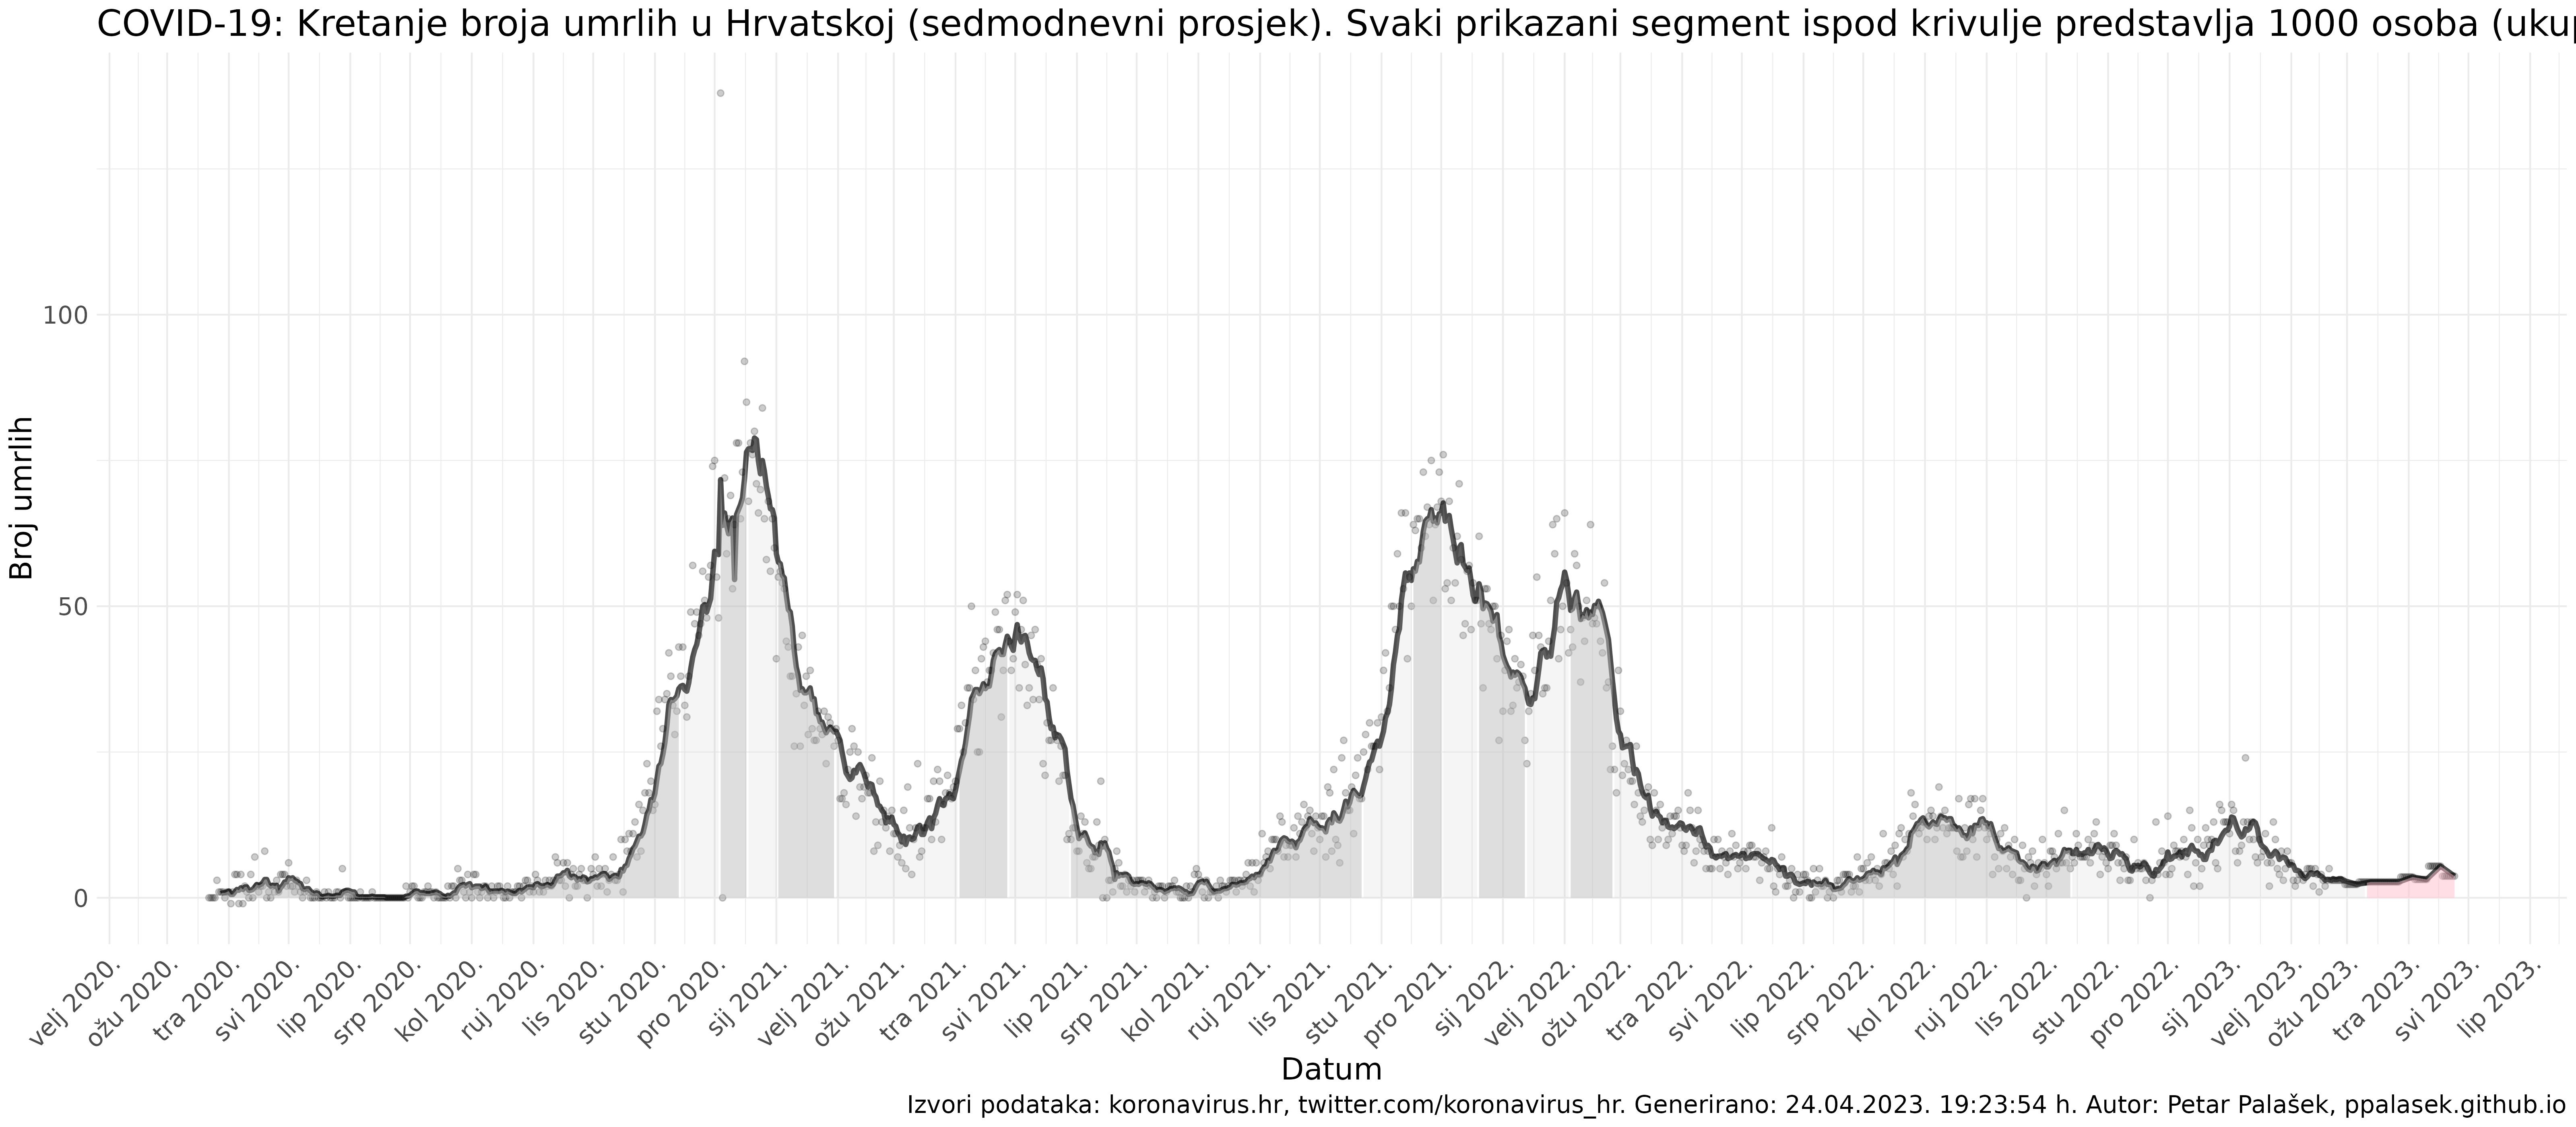 COVID-19: Kretanje broja umrlih u Hrvatskoj (sedmodnevni prosjek). Svaki prikazani segment ispod krivulje predstavlja 1000 osoba
Broj umrlih
100
50
0
velj 2020.
ožu 2020.
tra 2020.
svi 2020.
lip 2020.
srp 2020.
kol 2020.
ruj 2020.
lis 2020.
stu 2020.
pro 2020.
sij 2021.
velj 2021.
ožu 2021.
tra 2021.
svi 2021.
lip 2021.
srp 2021.
kol 2021.
ruj 2021.
lis 2021.
stu 2021.
pro 2021.
sij 2022.
velj 2022.
ožu 2022.
tra 2022.
svi 2022.
lip 2022.
srp 2022.
kol 2022.
ruj 2022.
lis 2022.
stu 2022.
pro 2022.
sij 2023.
velj 2023.
ožu 2023.
tra 2023.
svi 2023.
lip 2023.
Datum
Izvori podataka: koronavirus.hr, twitter.com/koronavirus_hr. Generirano: 24.04.2023. 19:23:54 h. Autor: Petar Palašek, ppalasek.github.io